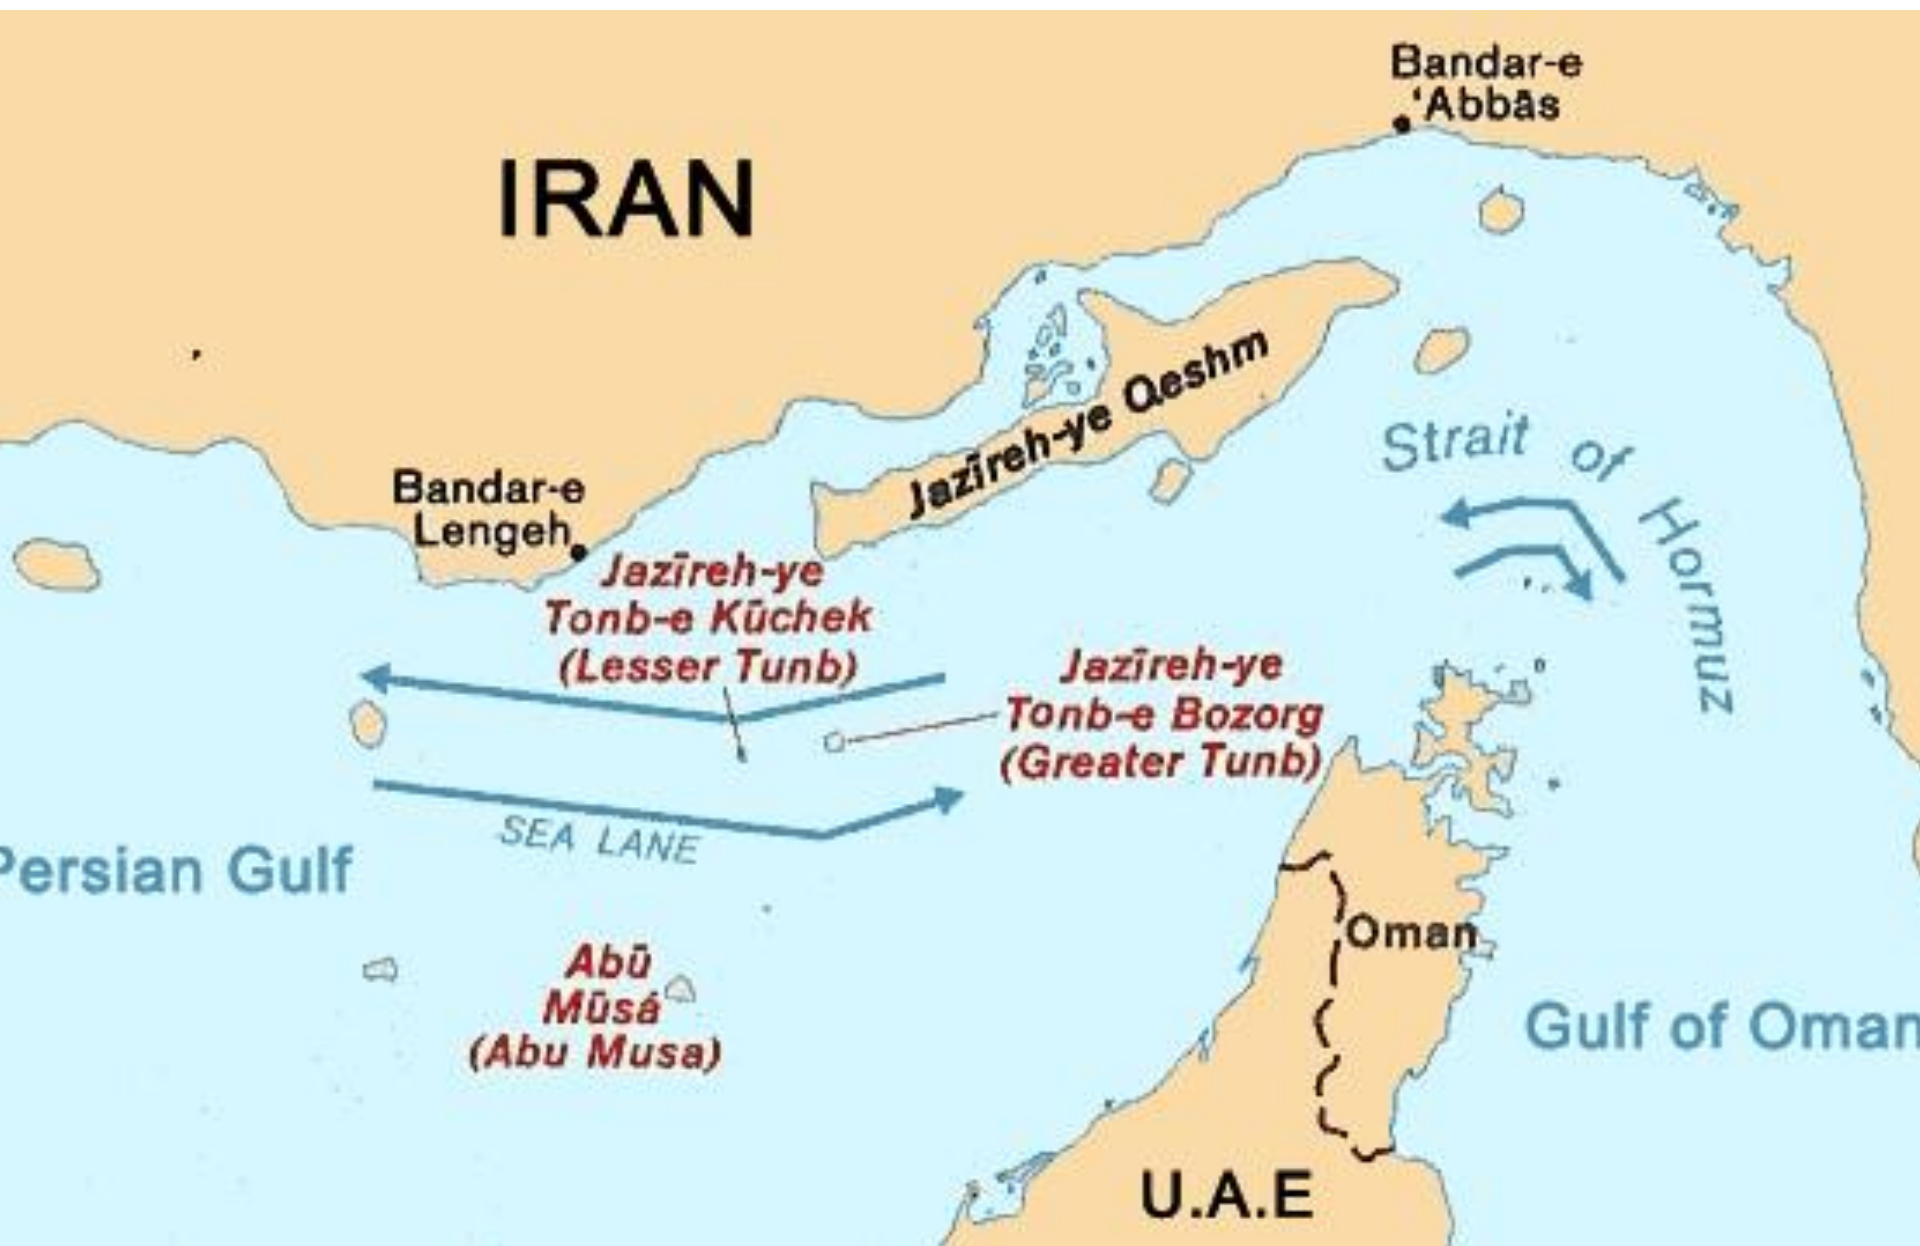 Bandar-e
'Abbās
IRAN
Jazīreh-ye Qeshm
Strait of Hormuz
Bandar-e
Lengeh
Jazīreh-ye
Tonb-e Kūchek
(Lesser Tunb)
Jazīreh-ye
Tonb-e Bozorg
(Greater Tunb)
SEA LANE
Persian Gulf
Oman
Abū
Mūsá
(Abu Musa)
Gulf of Oman
U.A.E